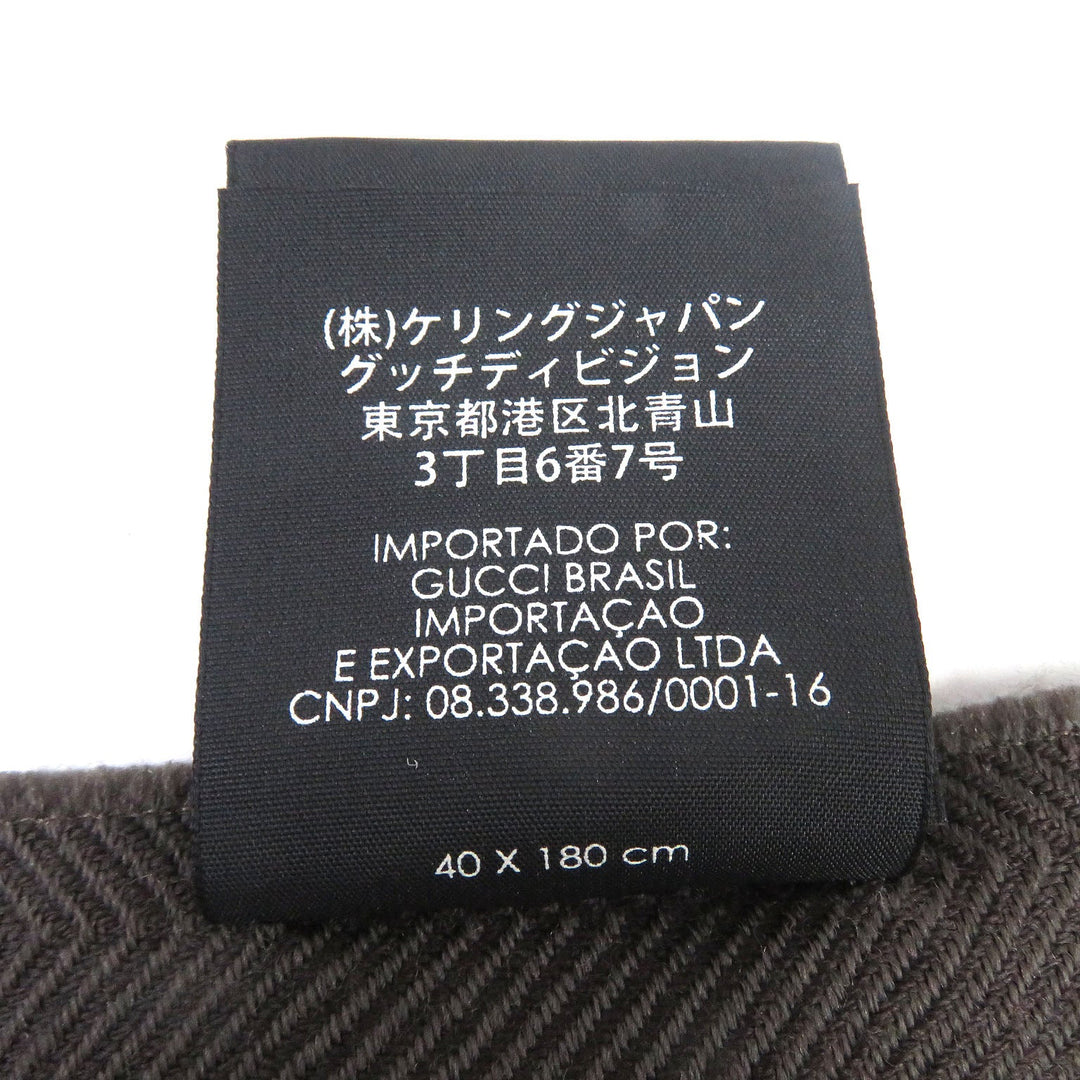 (株)ケリングジャパン
グッチディビジョン
東京都港区北青山
3丁目6番7号
IMPORTADO POR:
GUCCI BRASIL
IMPORTAÇAO
E EXPORTAÇAO LTDA
CNPJ: 08.338.986/0001-16
40 X 180 cm